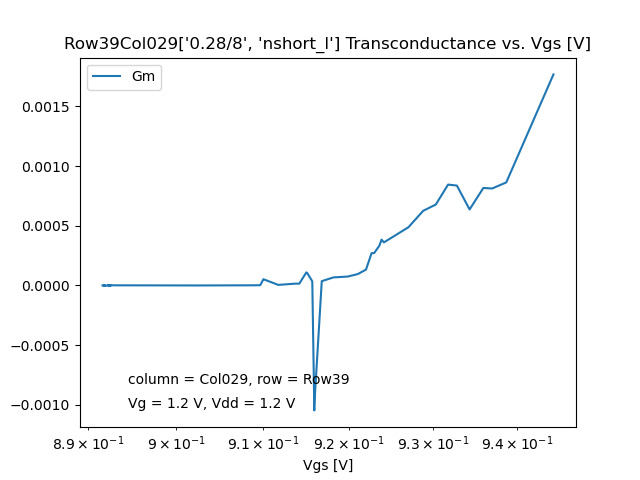 Row39Col029['0.28/8', 'nshort_l'] Transconductance vs. Vgs [V]
Gm
0.0015
0.0010
0.0005
0.0000
−0.0005
−0.0010
column = Col029, row = Row39
Vg = 1.2 V, Vdd = 1.2 V
8.9 × 10⁻¹ 9 × 10⁻¹ 9.1 × 10⁻¹ 9.2 × 10⁻¹ 9.3 × 10⁻¹ 9.4 × 10⁻¹
Vgs [V]